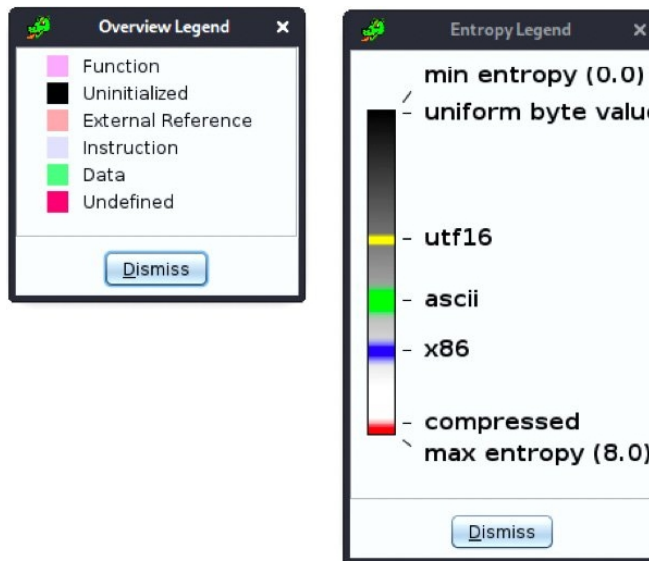 Overview Legend
Function
Uninitialized
External Reference
Instruction
Data
Undefined
Dismiss
Entropy Legend
min entropy (0.0)
uniform byte value
utf16
ascii
x86
compressed
max entropy (8.0)
Dismiss